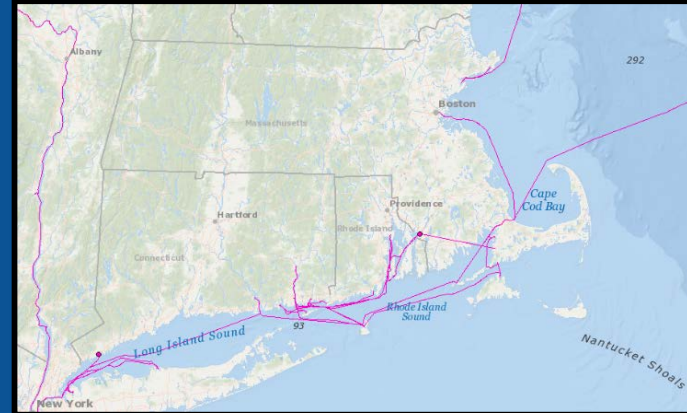 Albany
292
Boston
Massachusetts
Cape
Cod Bay
Providence
Hartford
Rhode Island
Connecticut
Rhode Island
Sound
93
Long Island Sound
Nantucket Shoals
New York